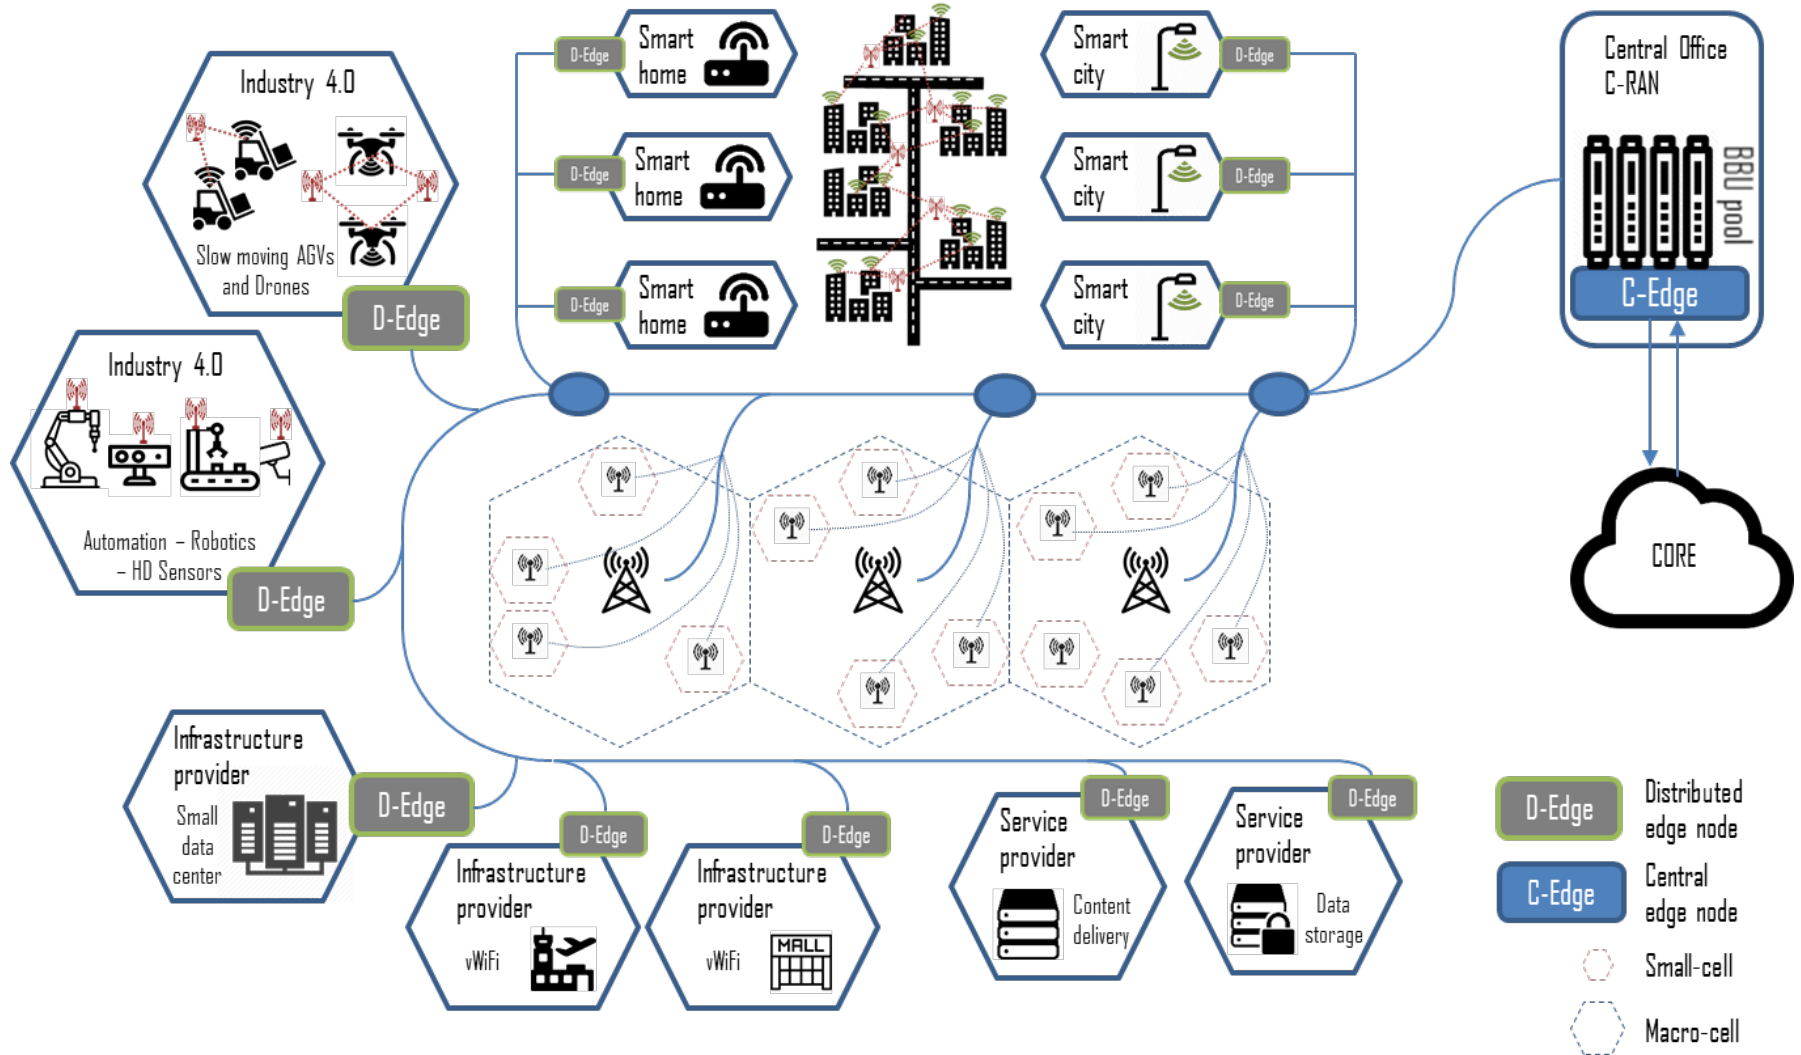 Industry 4.0
Slow moving AGVs
and Drones
D-Edge
Industry 4.0
Automation – Robotics
– HD Sensors
D-Edge
D-Edge
Smart
home
D-Edge
Smart
home
D-Edge
Smart
home
Smart
city
D-Edge
Smart
city
D-Edge
Smart
city
D-Edge
Central Office
C-RAN
BBU pool
C-Edge
CORE
Infrastructure
provider
Small
data
center
D-Edge
D-Edge
Infrastructure
provider
vWiFi
D-Edge
Infrastructure
provider
vWiFi
MALL
D-Edge
Service
provider
Content
delivery
D-Edge
Service
provider
Data
storage
D-Edge
Distributed
edge node
C-Edge
Central
edge node
Small-cell
Macro-cell